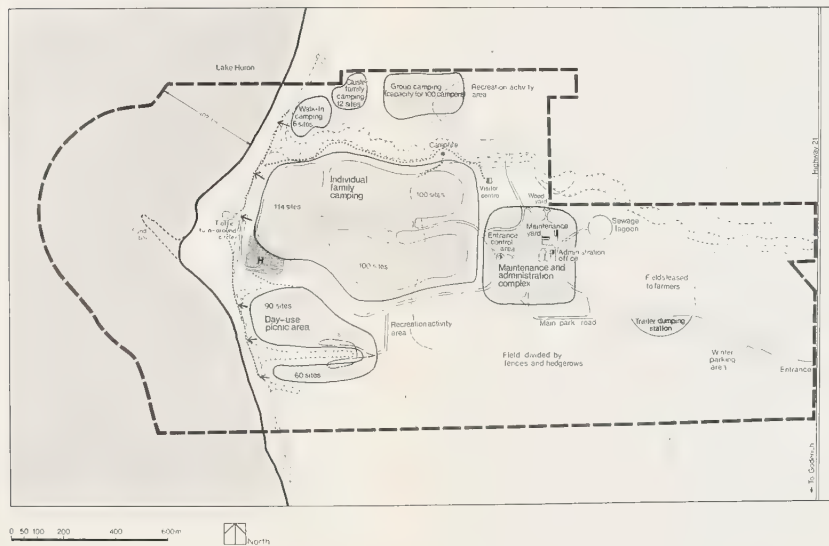 Lake Huron
Cluster
family
camping
12 sites
Group camping
(capacity for 100 campers)
Recreation activity
area
Walk-in
camping
6 sites
Highway 21
Campfire
Individual
family
camping
100 sites
114 sites
Visitor
centre
Wood
yard
Maintenance
yard
Sewage
lagoon
Entrance
control
area
Administration
office
Maintenance and
administration
complex
H
100 sites
Fields leased
to farmers
90 sites
Day-use
picnic area
Recreation activity
area
Main park road
Trailer dumping
station
Field divided by
fences and hedgerows
Winter
parking
area
Entrance
60 sites
To Goderich
0 50 100 200 400 600m
North